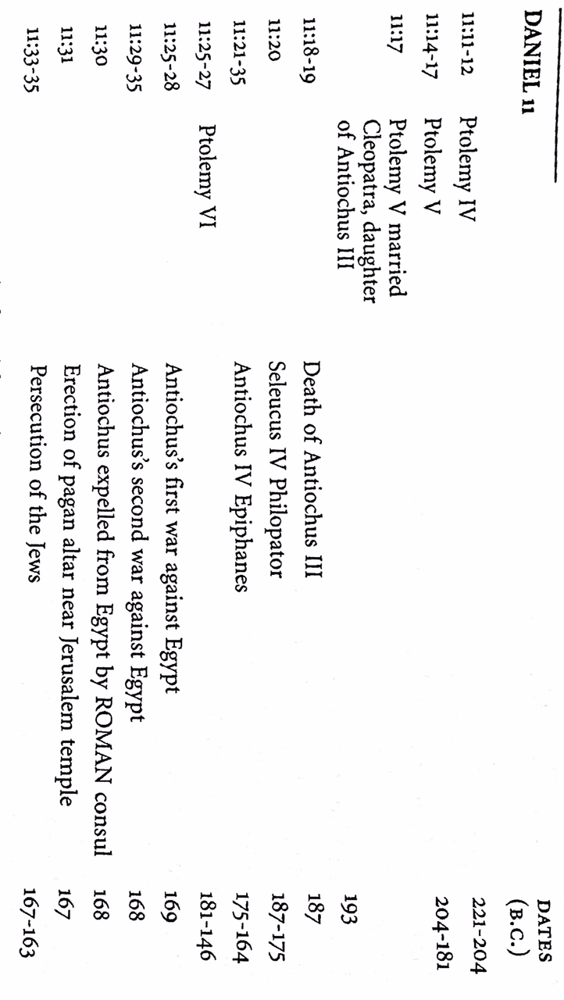 DATES
DANIEL 11 (B.C.)
11:11-12 Ptolemy IV 221-204
11:14-17 Ptolemy V 204-181
11:17 Ptolemy V married
Cleopatra, daughter
of Antiochus III 193
11:18-19 Death of Antiochus III 187
11:20 Seleucus IV Philopator 187-175
11:21-35 Antiochus IV Epiphanes 175-164
11:25-27 Ptolemy VI 181-146
11:25-28 Antiochus's first war against Egypt 169
11:29-35 Antiochus's second war against Egypt 168
11:30 Antiochus expelled from Egypt by ROMAN consul 168
11:31 Erection of pagan altar near Jerusalem temple 167
11:33-35 Persecution of the Jews 167-163